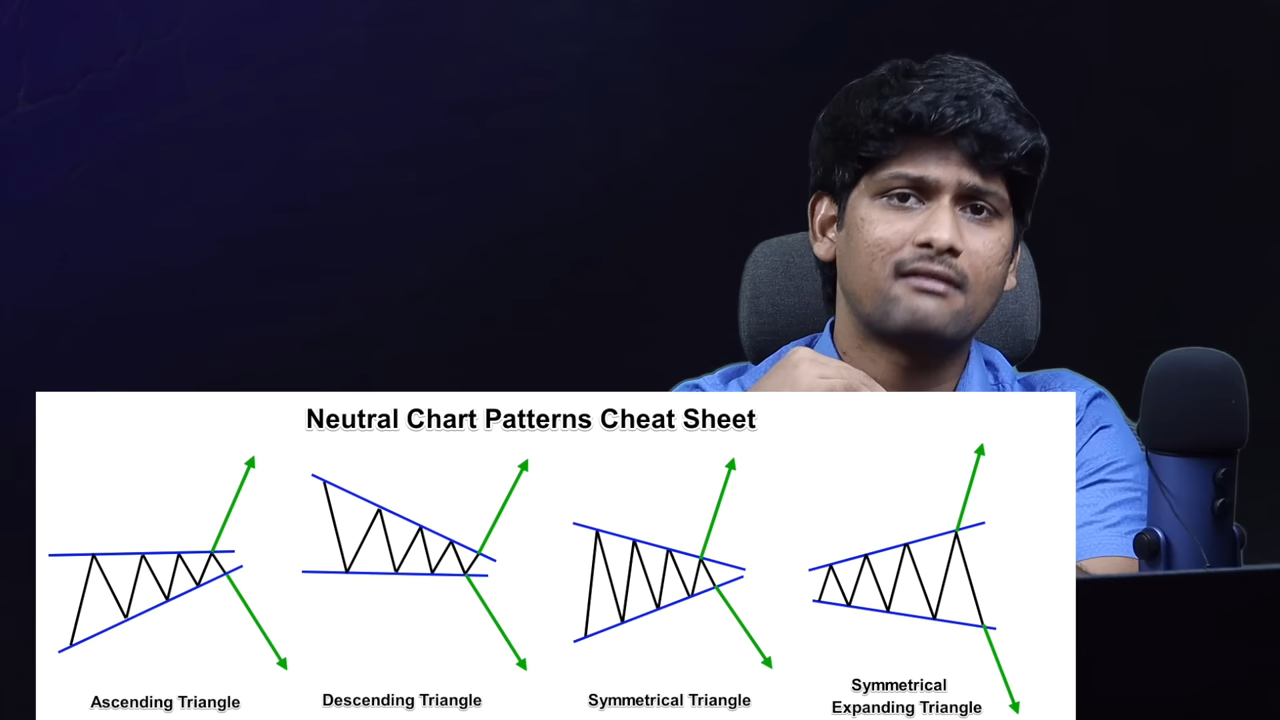 Neutral Chart Patterns Cheat Sheet
Ascending Triangle
Descending Triangle
Symmetrical Triangle
Symmetrical
Expanding Triangle